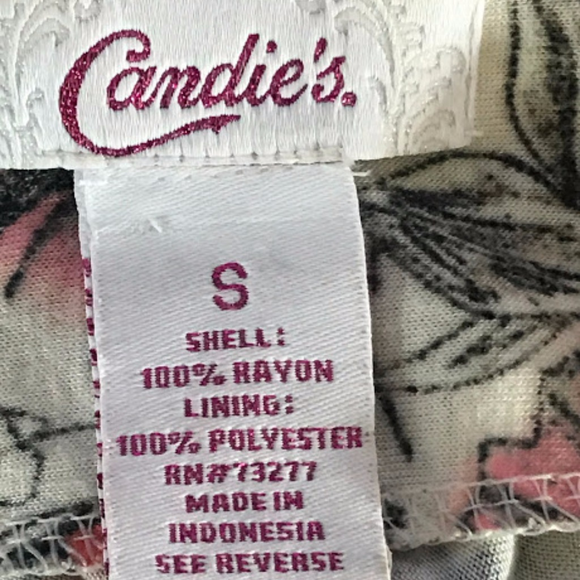 Candie's.
S
SHELL:
100% RAYON
LINING:
100% POLYESTER
RN#73277
MADE IN
INDONESIA
SEE REVERSE